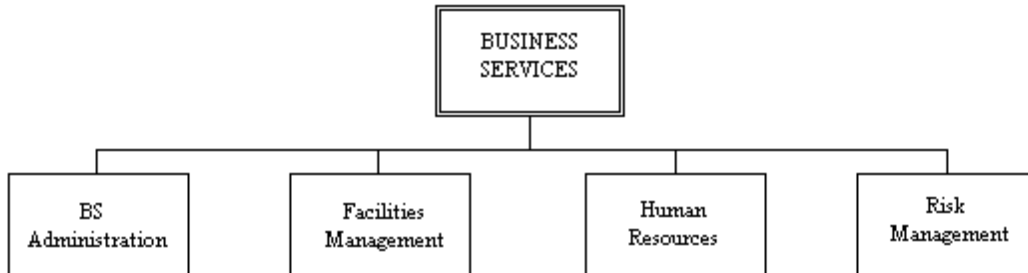 BUSINESS
SERVICES
BS
Administration
Facilities
Management
Human
Resources
Risk
Management